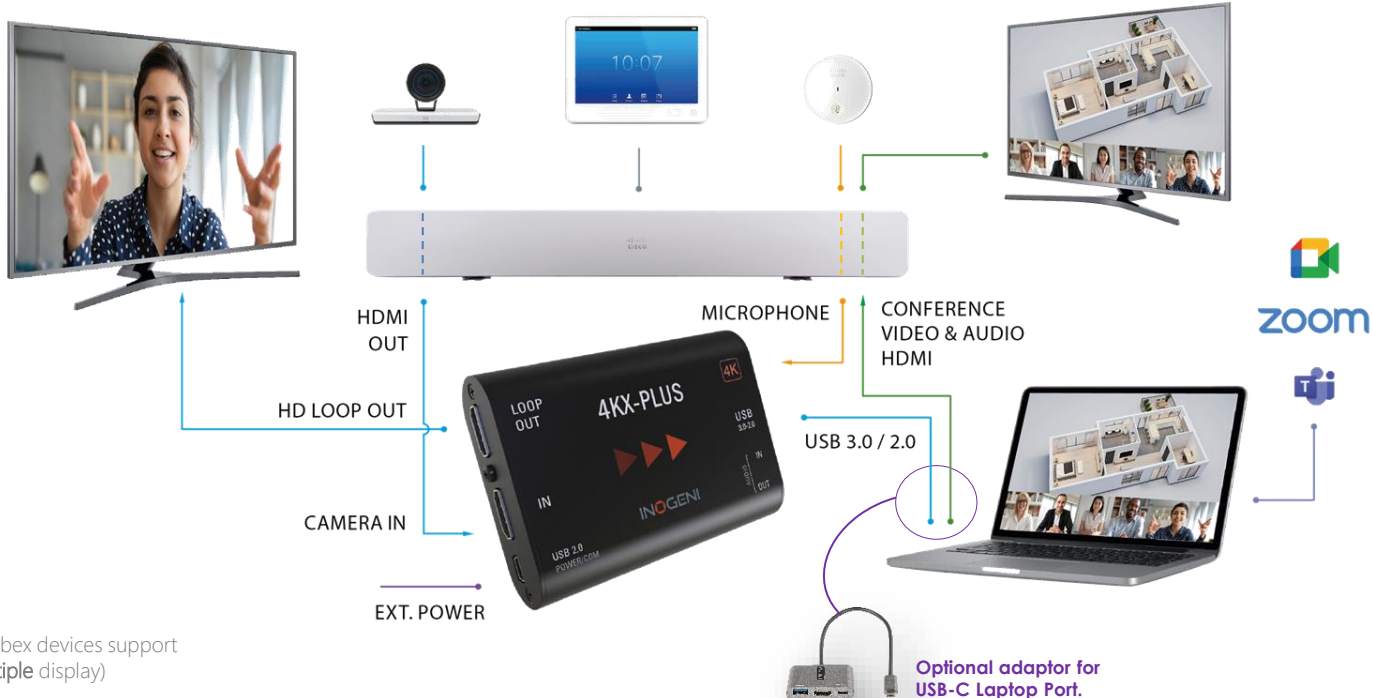 10:07
CISCO
HDMI
OUT
MICROPHONE
CONFERENCE
VIDEO & AUDIO
HDMI
zoom
HD LOOP OUT
LOOP
OUT
4KX-PLUS
4K
USB
3.0-2.0
IN
OUT
IN
INOGENI
USB 2.0
POWER/COM
USB 3.0 / 2.0
CAMERA IN
EXT. POWER
T
bex devices support
tiple display)
Optional adaptor for
USB-C Laptop Port.